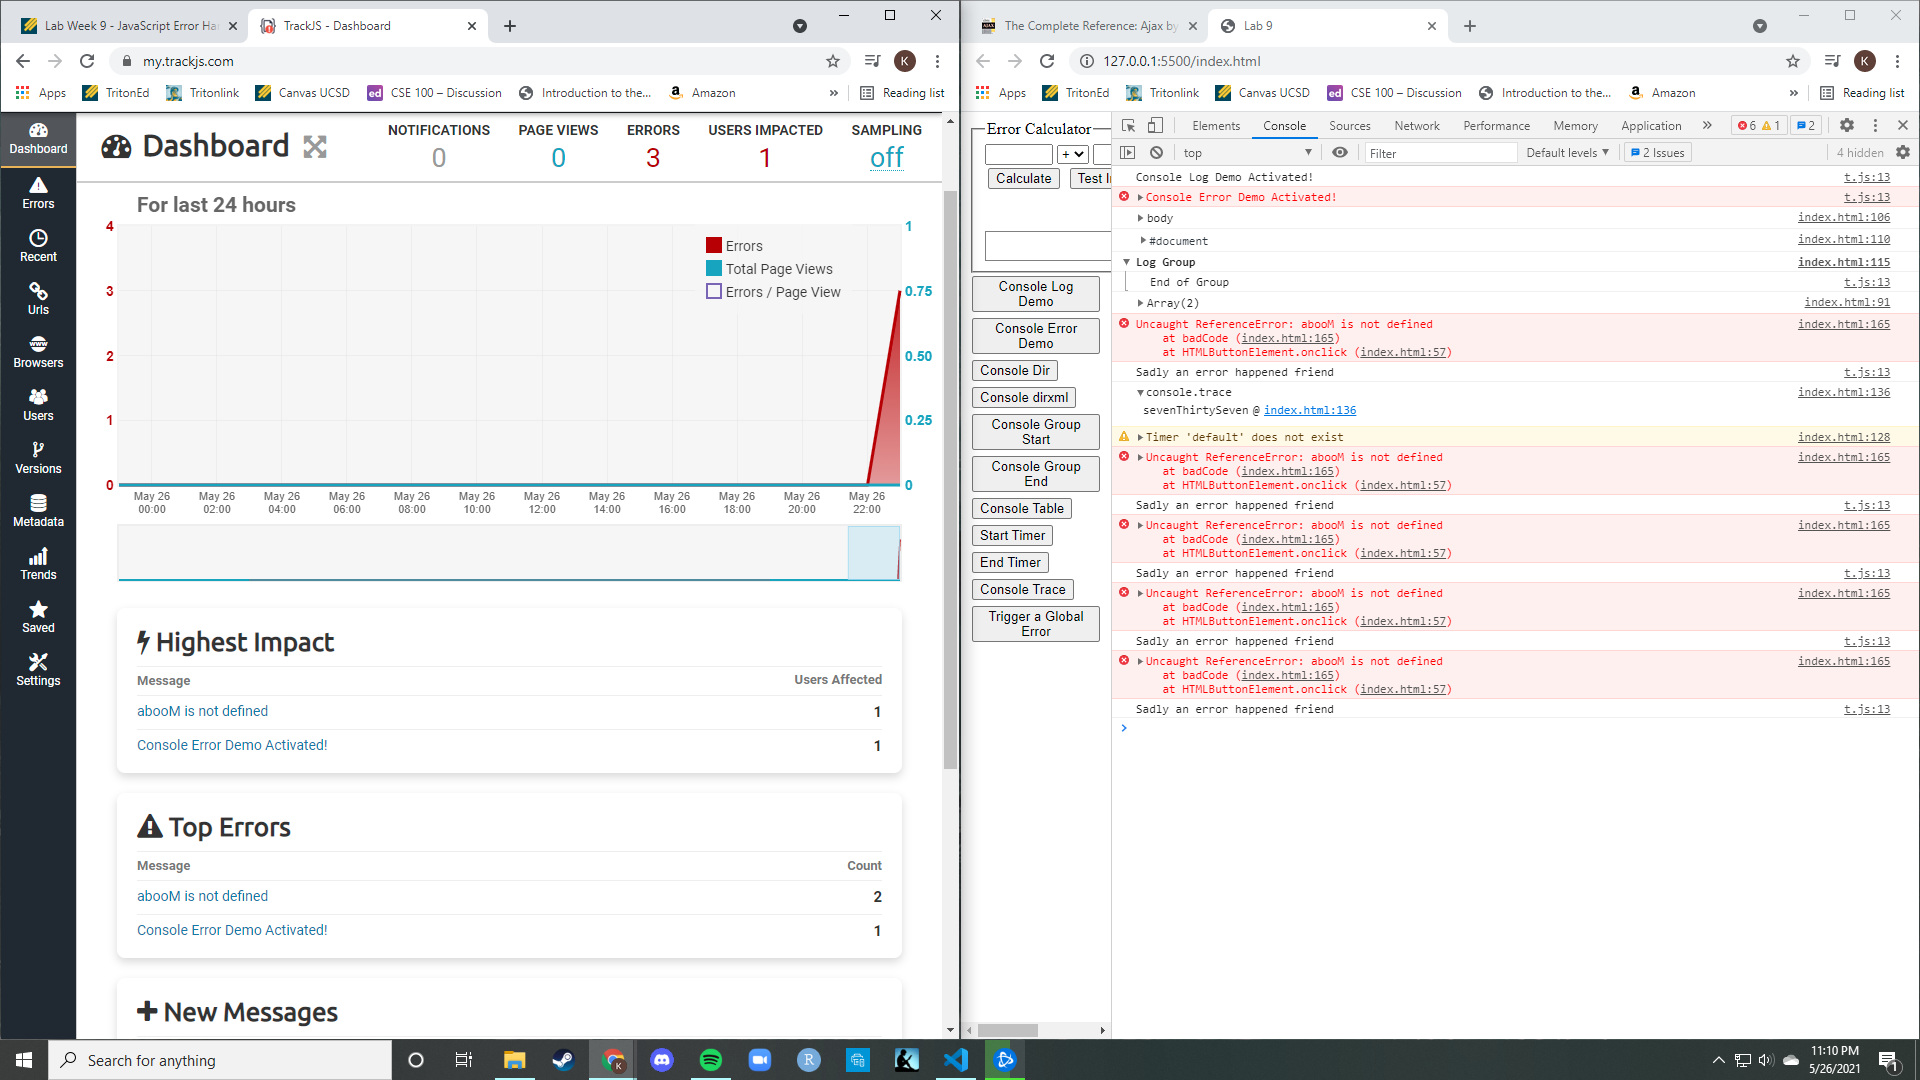 Lab Week 9 - JavaScript Error Ha
TrackJS - Dashboard
my.trackjs.com
K
Apps
TritonEd
Tritonlink
Canvas UCSD
CSE 100 – Discussion
Introduction to the...
Amazon
»
Reading list
Dashboard
Errors
Recent
Urls
Browsers
Users
Versions
Metadata
Trends
Saved
Settings
Dashboard
NOTIFICATIONS
0
PAGE VIEWS
0
ERRORS
3
USERS IMPACTED
1
SAMPLING
off
For last 24 hours
4
3
2
1
0
1
0.75
0.50
0.25
0
Errors
Total Page Views
Errors / Page View
May 26 00:00
May 26 02:00
May 26 04:00
May 26 06:00
May 26 08:00
May 26 10:00
May 26 12:00
May 26 14:00
May 26 16:00
May 26 18:00
May 26 20:00
May 26 22:00
Highest Impact
Message Users Affected
abooM is not defined 1
Console Error Demo Activated! 1
Top Errors
Message Count
abooM is not defined 2
Console Error Demo Activated! 1
New Messages
The Complete Reference: Ajax by
Lab 9
127.0.0.1:5500/index.html
K
Apps
TritonEd
Tritonlink
Canvas UCSD
CSE 100 – Discussion
Introduction to the...
Amazon
»
Reading list
Error Calculator
+
Calculate
Test I
Console Log Demo
Console Error Demo
Console Dir
Console dirxml
Console Group Start
Console Group End
Console Table
Start Timer
End Timer
Console Trace
Trigger a Global Error
Elements Console Sources Network Performance Memory Application » 6 1 2
top Filter Default levels 2 Issues 4 hidden
Console Log Demo Activated! t.js:13
Console Error Demo Activated! t.js:13
body index.html:106
#document index.html:110
Log Group index.html:115
End of Group t.js:13
Array(2) index.html:91
Uncaught ReferenceError: abooM is not defined index.html:165
at badCode (index.html:165)
at HTMLButtonElement.onclick (index.html:57)
Sadly an error happened friend t.js:13
console.trace index.html:136
sevenThirtySeven @ index.html:136
Timer 'default' does not exist index.html:128
Uncaught ReferenceError: abooM is not defined index.html:165
at badCode (index.html:165)
at HTMLButtonElement.onclick (index.html:57)
Sadly an error happened friend t.js:13
Uncaught ReferenceError: abooM is not defined index.html:165
at badCode (index.html:165)
at HTMLButtonElement.onclick (index.html:57)
Sadly an error happened friend t.js:13
Uncaught ReferenceError: abooM is not defined index.html:165
at badCode (index.html:165)
at HTMLButtonElement.onclick (index.html:57)
Sadly an error happened friend t.js:13
Uncaught ReferenceError: abooM is not defined index.html:165
at badCode (index.html:165)
at HTMLButtonElement.onclick (index.html:57)
Sadly an error happened friend t.js:13
Search for anything
11:10 PM
5/26/2021
1